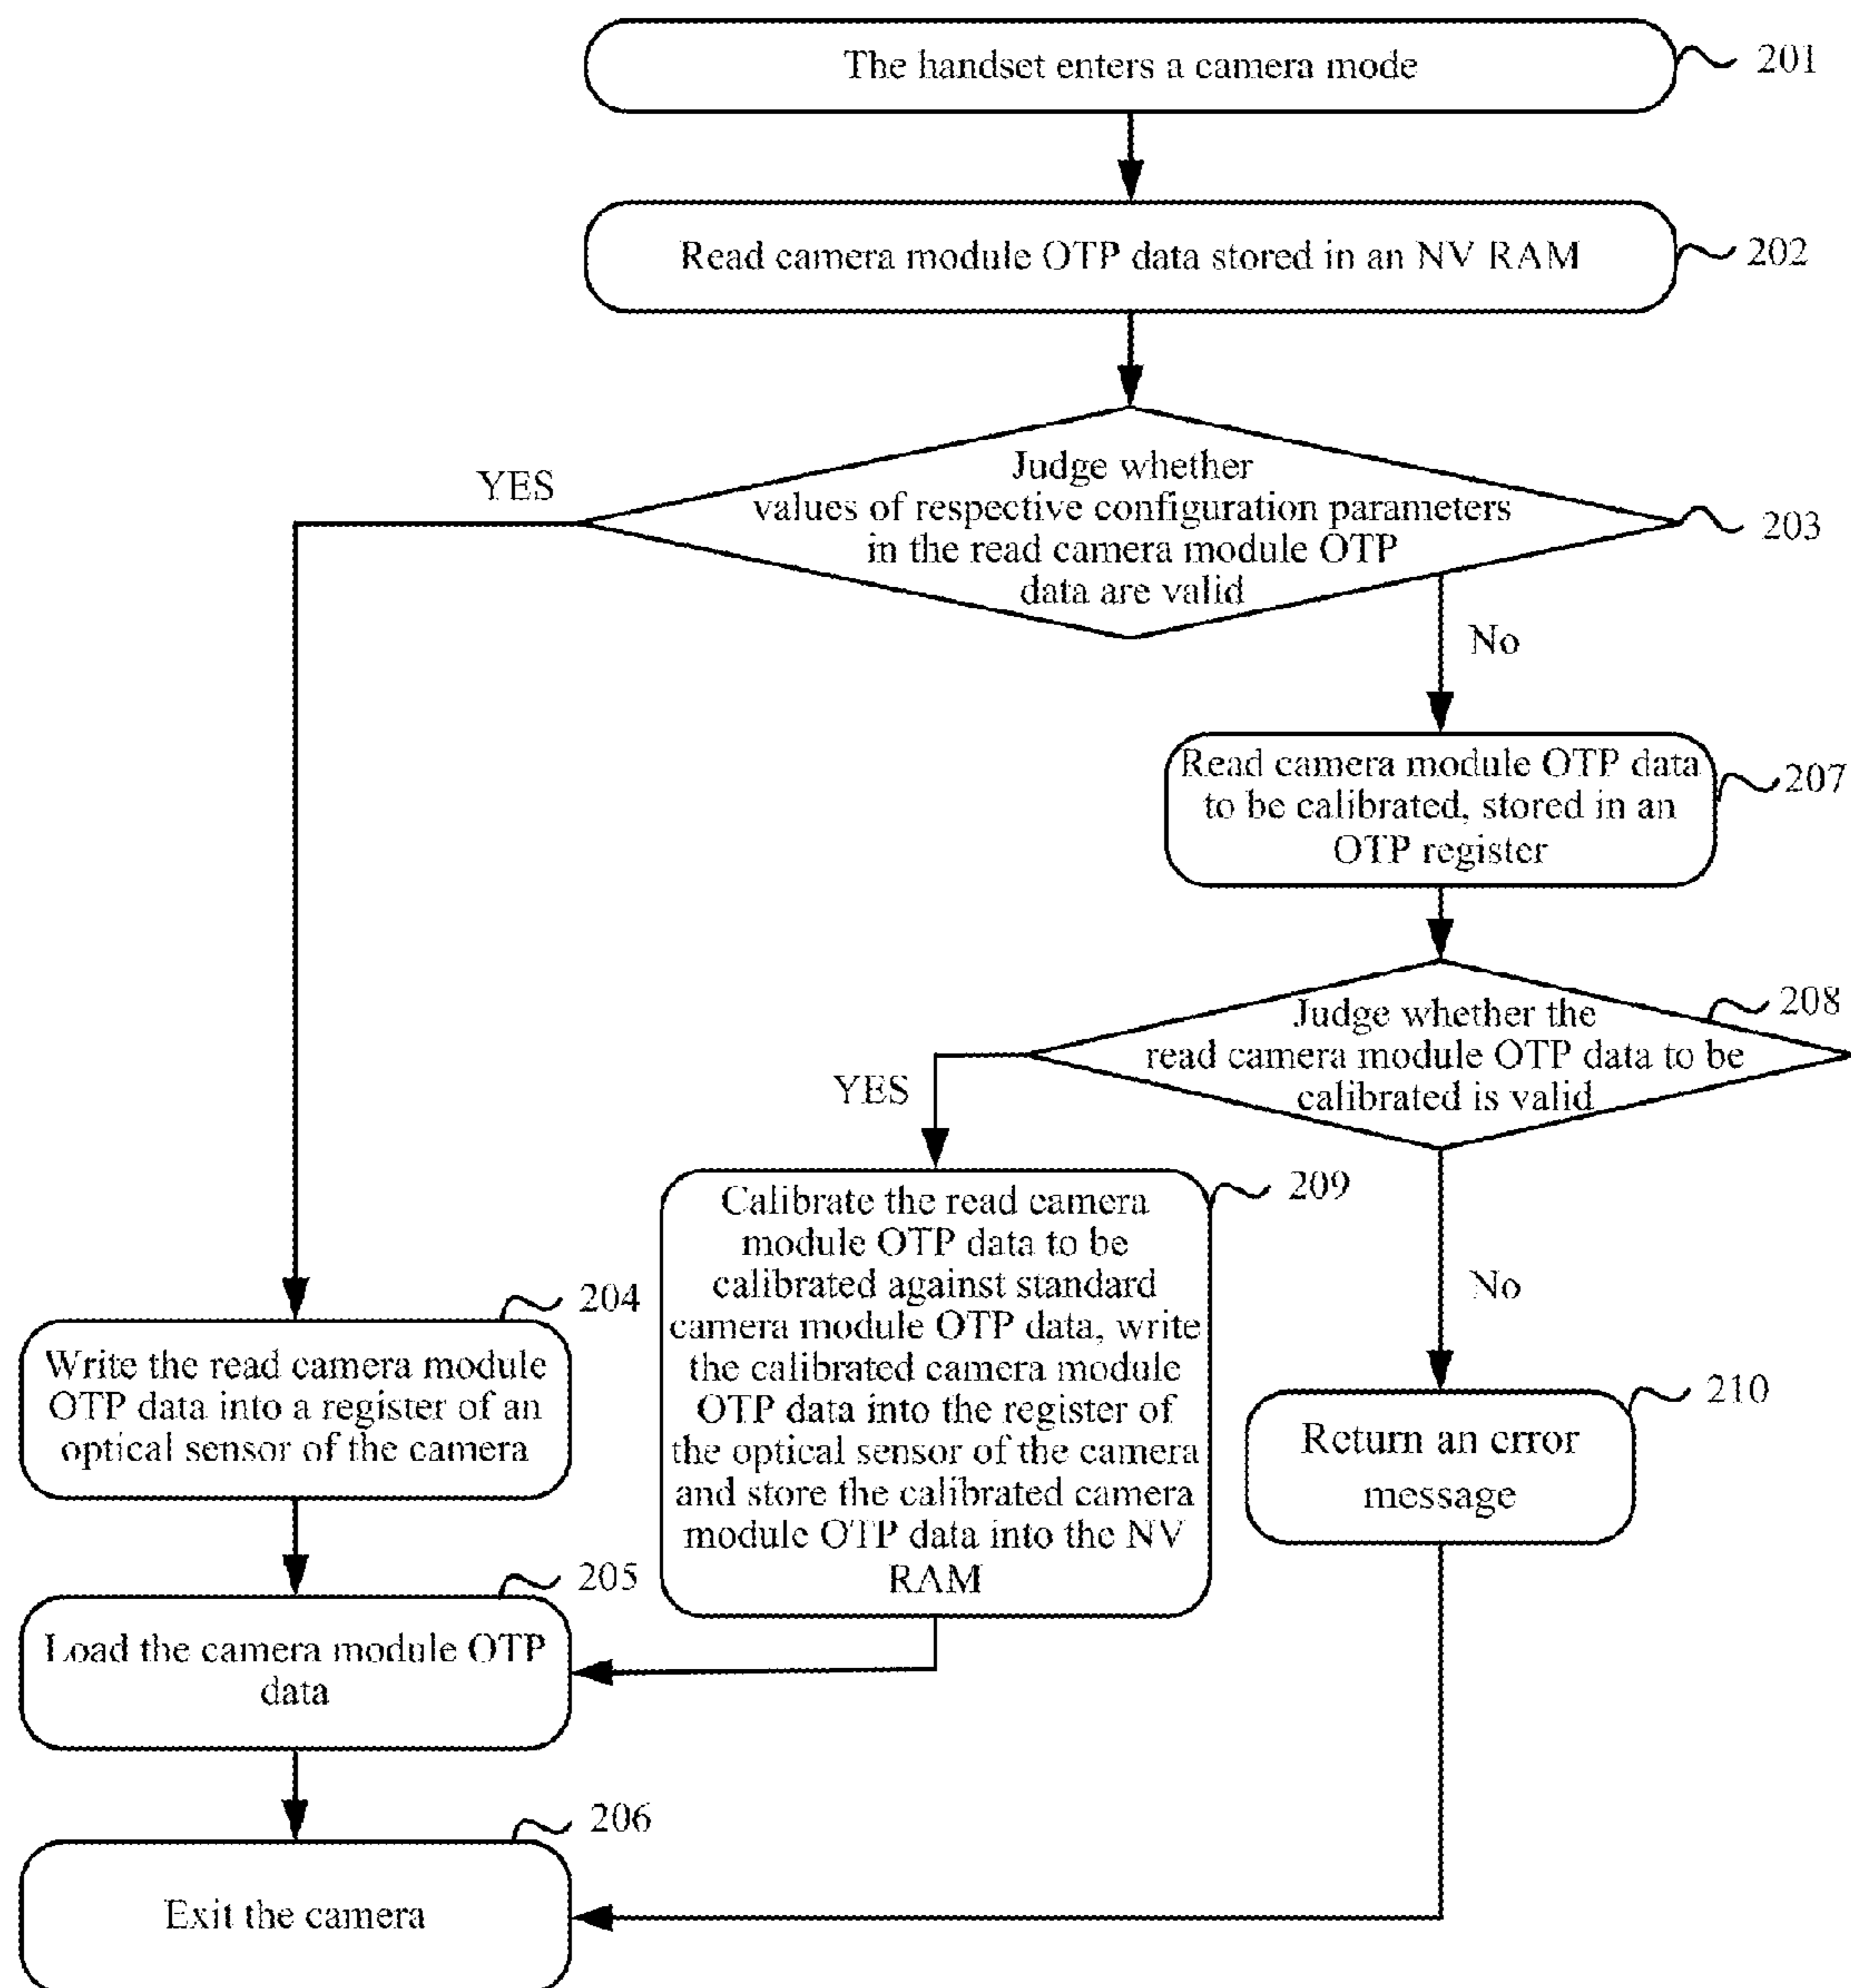 The handset enters a camera mode
201
Read camera module OTP data stored in an NV RAM
202
Judge whether
values of respective configuration parameters
in the read camera module OTP
data are valid
203
YES
No
Read camera module OTP data
to be calibrated, stored in an
OTP register
207
Judge whether the
read camera module OTP data to be
calibrated is valid
208
YES
No
Calibrate the read camera
module OTP data to be
calibrated against standard
camera module OTP data, write
the calibrated camera module
OTP data into the register of
the optical sensor of the camera
and store the calibrated camera
module OTP data into the NV
RAM
209
204
Write the read camera module
OTP data into a register of an
optical sensor of the camera
210
Return an error
message
205
Load the camera module OTP
data
206
Exit the camera